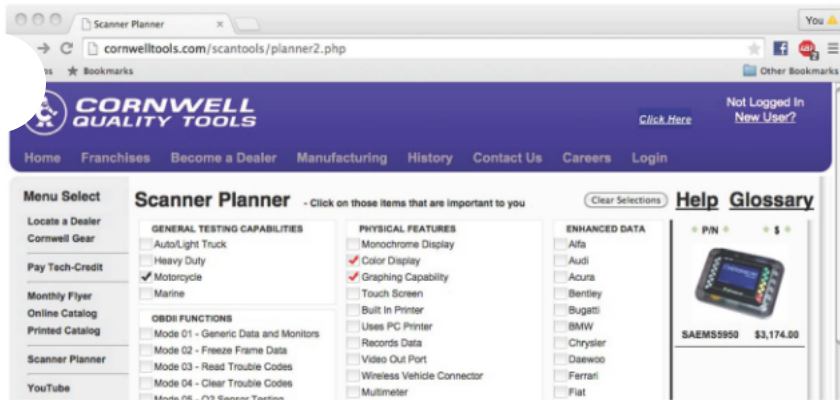 Scanner Planner
You
cornwelltools.com/scantools/planner2.php
Bookmarks
Other Bookmarks
CORNWELL
QUALITY TOOLS
Click Here
Not Logged In
New User?
Home Franchises Become a Dealer Manufacturing History Contact Us Careers Login
Menu Select
Locate a Dealer
Cornwell Gear
Pay Tech-Credit
Monthly Flyer
Online Catalog
Printed Catalog
Scanner Planner
YouTube
Scanner Planner - Click on those items that are important to you
Clear Selections
Help Glossary
GENERAL TESTING CAPABILITIES
Auto/Light Truck
Heavy Duty
Motorcycle
Marine
OBDII FUNCTIONS
Mode 01 - Generic Data and Monitors
Mode 02 - Freeze Frame Data
Mode 03 - Read Trouble Codes
Mode 04 - Clear Trouble Codes
Mode 05 - O2 Sensor Testing
PHYSICAL FEATURES
Monochrome Display
Color Display
Graphing Capability
Touch Screen
Built In Printer
Uses PC Printer
Records Data
Video Out Port
Wireless Vehicle Connector
Multimeter
ENHANCED DATA
Alfa
Audi
Acura
Bentley
Bugatti
BMW
Chrysler
Daewoo
Ferrari
Fiat
P/N $
SAEMS5950 $3,174.00